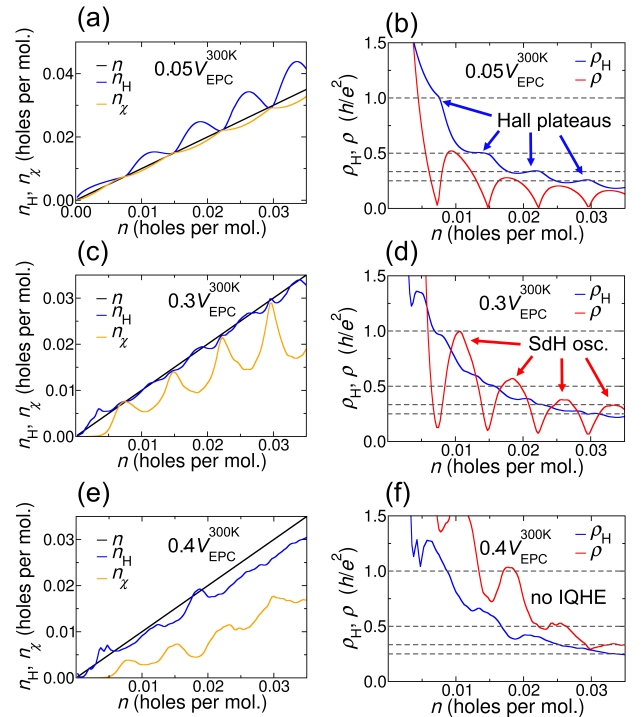 (a)
n_H, n_χ (holes per mol.)
0.04
0.02
0.00
n
n_H
n_χ
0.05V_EPC^300K
0.00 0.01 0.02 0.03
n (holes per mol.)
(b)
ρ_H, ρ (h/e²)
1.5
1.0
0.5
0.0
0.05V_EPC^300K
ρ_H
ρ
Hall plateaus
0.01 0.02 0.03
n (holes per mol.)
(c)
n_H, n_χ (holes per mol.)
0.03
0.02
0.01
0.00
n
n_H
n_χ
0.3V_EPC^300K
0 0.01 0.02 0.03
n (holes per mol.)
(d)
ρ_H, ρ (h/e²)
1.5
1.0
0.5
0.0
0.3V_EPC^300K
ρ_H
ρ
SdH osc.
0.01 0.02 0.03
n (holes per mol.)
(e)
n_H, n_χ (holes per mol.)
0.03
0.02
0.01
0.00
n
n_H
n_χ
0.4V_EPC^300K
0 0.01 0.02 0.03
n (holes per mol.)
(f)
ρ_H, ρ (h/e²)
1.5
1.0
0.5
0.0
0.4V_EPC^300K
ρ_H
ρ
no IQHE
0.01 0.02 0.03
n (holes per mol.)